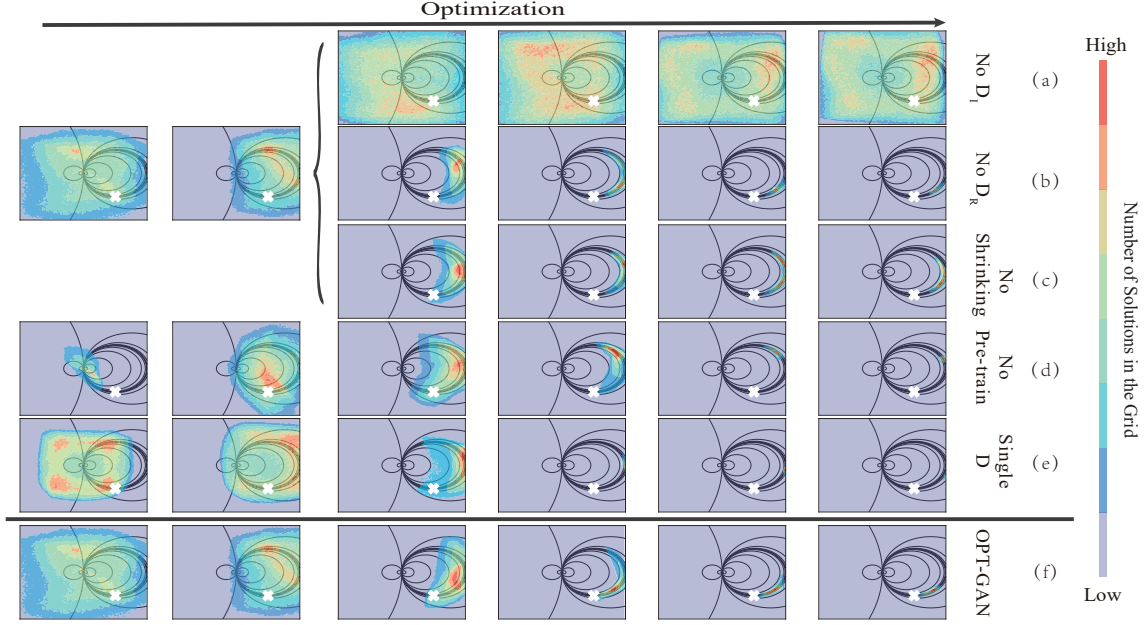 Optimization
No D_I
(a)
No D_R
(b)
No
Shrinking
(c)
No
Pre-train
(d)
Single
D
(e)
OPT-GAN
(f)
High
Number of Solutions in the Grid
Low